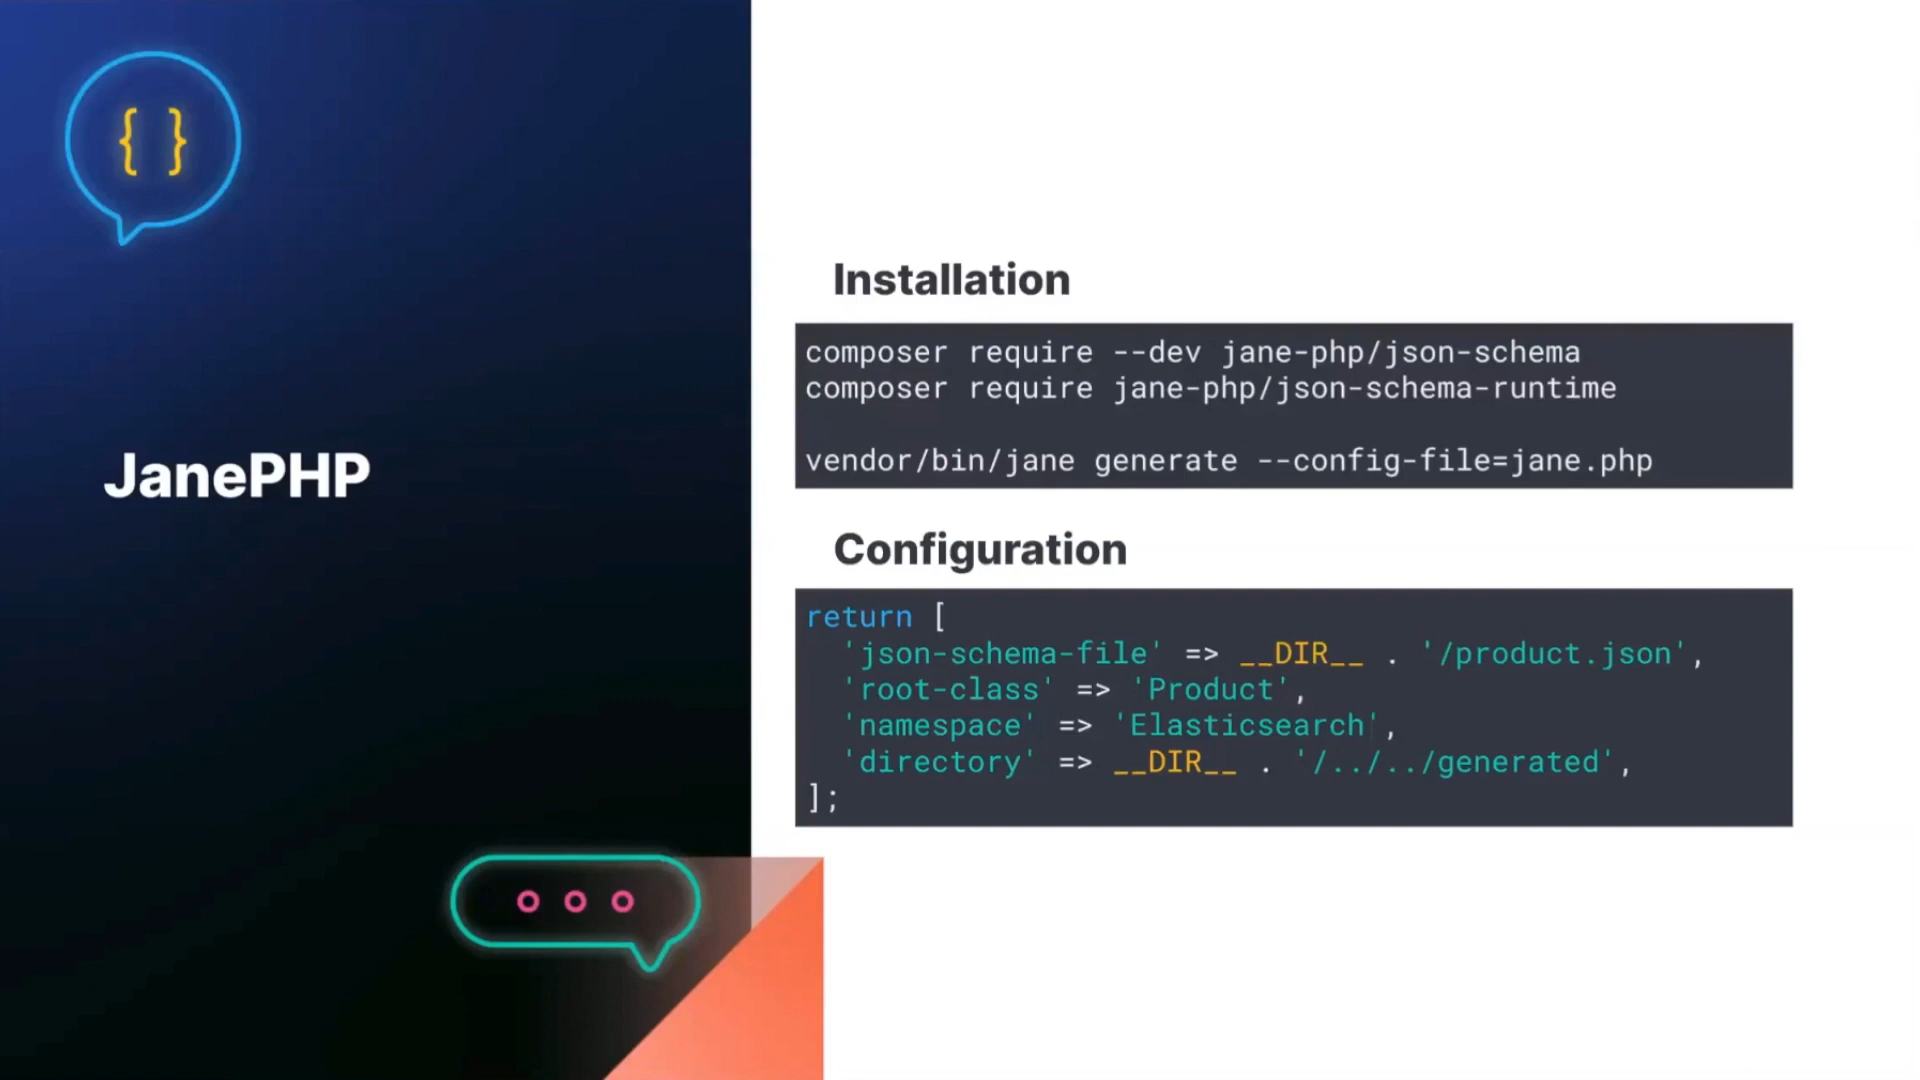 { }
JanePHP
Installation
composer require --dev jane-php/json-schema
composer require jane-php/json-schema-runtime
vendor/bin/jane generate --config-file=jane.php
Configuration
return [
  'json-schema-file' => __DIR__ . '/product.json',
  'root-class' => 'Product',
  'namespace' => 'Elasticsearch',
  'directory' => __DIR__ . '/../../generated',
];